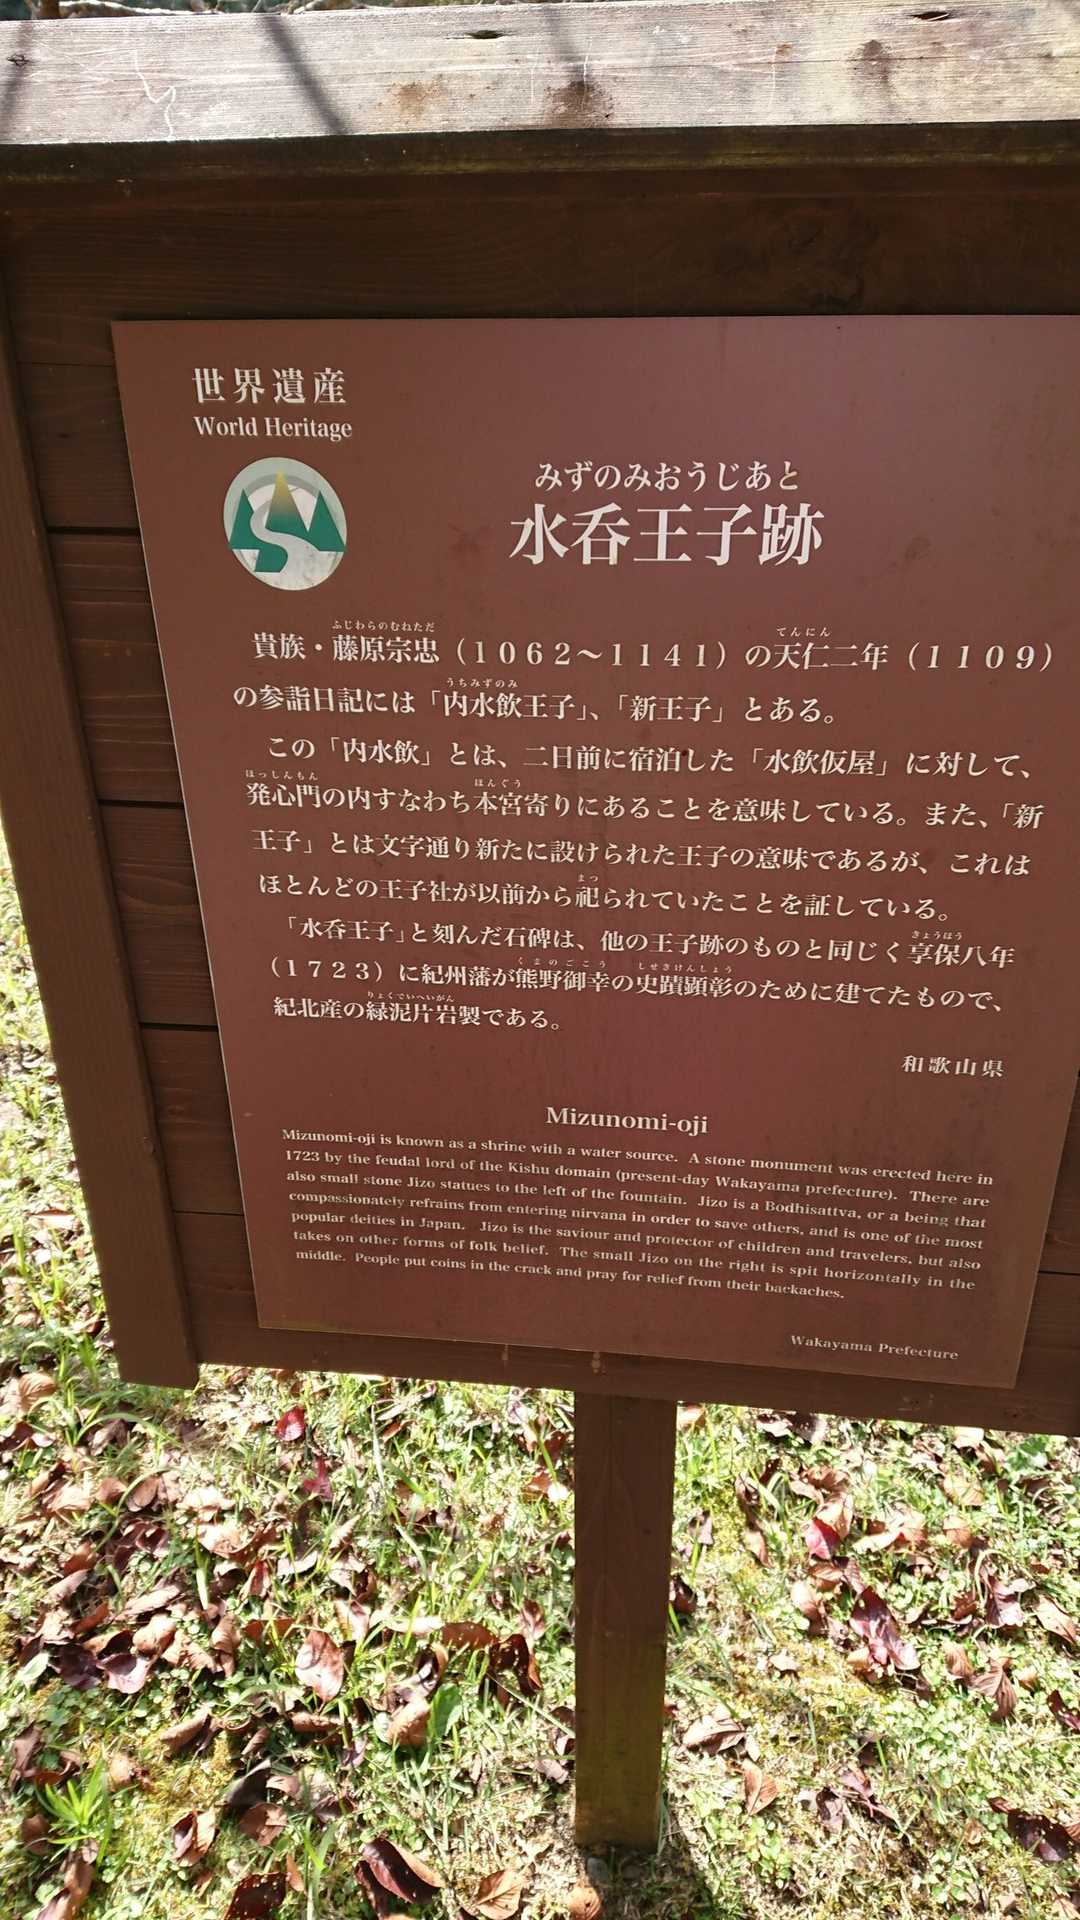 世界遺産
World Heritage
みずのみおうじあと
水呑王子跡
ふじわらのむねただ てんにん
貴族・藤原宗忠（１０６２～１１４１）の天仁二年（１１０９）
うちみずのみ
の参詣日記には「内水飲王子」、「新王子」とある。
この「内水飲」とは、二日前に宿泊した「水飲仮屋」に対して、
ほっしんもん ほんぐう
発心門の内すなわち本宮寄りにあることを意味している。また、「新
王子」とは文字通り新たに設けられた王子の意味であるが、これは
まつ
ほとんどの王子社が以前から祀られていたことを証している。
きょうほう
「水呑王子」と刻んだ石碑は、他の王子跡のものと同じく享保八年
くまのごこう しせきけんしょう
（１７２３）に紀州藩が熊野御幸の史蹟顕彰のために建てたもので、
りょくでいへいがん
紀北産の緑泥片岩製である。
和歌山県
Mizunomi-oji
Mizunomi-oji is known as a shrine with a water source. A stone monument was erected here in
1723 by the feudal lord of the Kishu domain (present-day Wakayama prefecture). There are
also small stone Jizo statues to the left of the fountain. Jizo is a Bodhisattva, or a being that
compassionately refrains from entering nirvana in order to save others, and is one of the most
popular deities in Japan. Jizo is the saviour and protector of children and travelers, but also
takes on other forms of folk belief. The small Jizo on the right is spit horizontally in the
middle. People put coins in the crack and pray for relief from their backaches.
Wakayama Prefecture